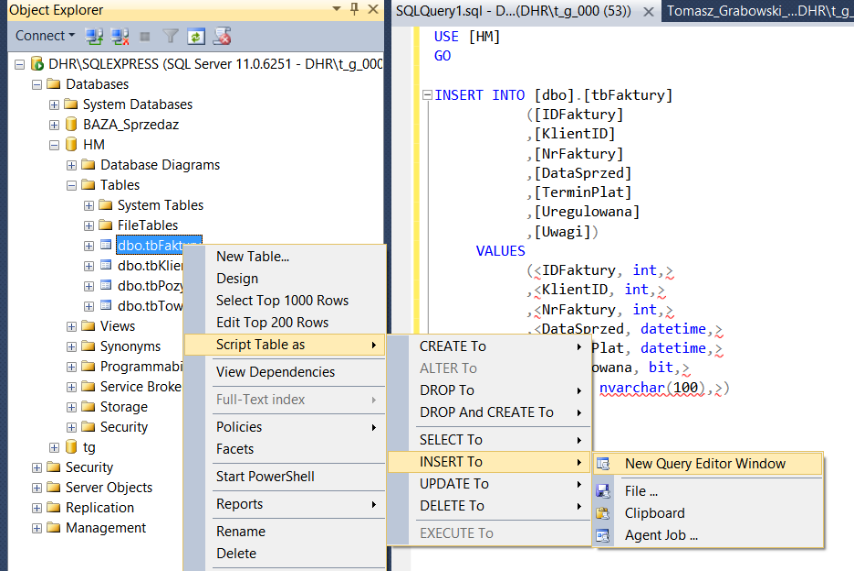 Object Explorer
Connect
DHR\SQLEXPRESS (SQL Server 11.0.6251 - DHR\t_g_000
Databases
System Databases
BAZA_Sprzedaz
HM
Database Diagrams
Tables
System Tables
FileTables
dbo.tbFaktury
dbo.tbKlie
dbo.tbPozy
dbo.tbTow
Views
Synonyms
Programmabi
Service Broke
Storage
Security
tg
Security
Server Objects
Replication
Management
New Table...
Design
Select Top 1000 Rows
Edit Top 200 Rows
Script Table as
View Dependencies
Full-Text index
Policies
Facets
Start PowerShell
Reports
Rename
Delete
CREATE To
ALTER TO
DROP To
DROP And CREATE To
SELECT To
INSERT To
UPDATE To
DELETE To
EXECUTE To
New Query Editor Window
File ...
Clipboard
Agent Job ...
SQLQuery1.sql - D...(DHR\t_g_000 (53))
Tomasz_Grabowski_...DHR\t_g_
USE [HM]
GO
INSERT INTO [dbo].[tbFaktury]
([IDFaktury]
,[KlientID]
,[NrFaktury]
,[DataSprzed]
,[TerminPlat]
,[Uregulowana]
,[Uwagi])
VALUES
(<IDFaktury, int,>
,<KlientID, int,>
,<NrFaktury, int,>
,<DataSprzed, datetime,>
Plat, datetime,>
owana, bit,>
nvarchar(100),>)